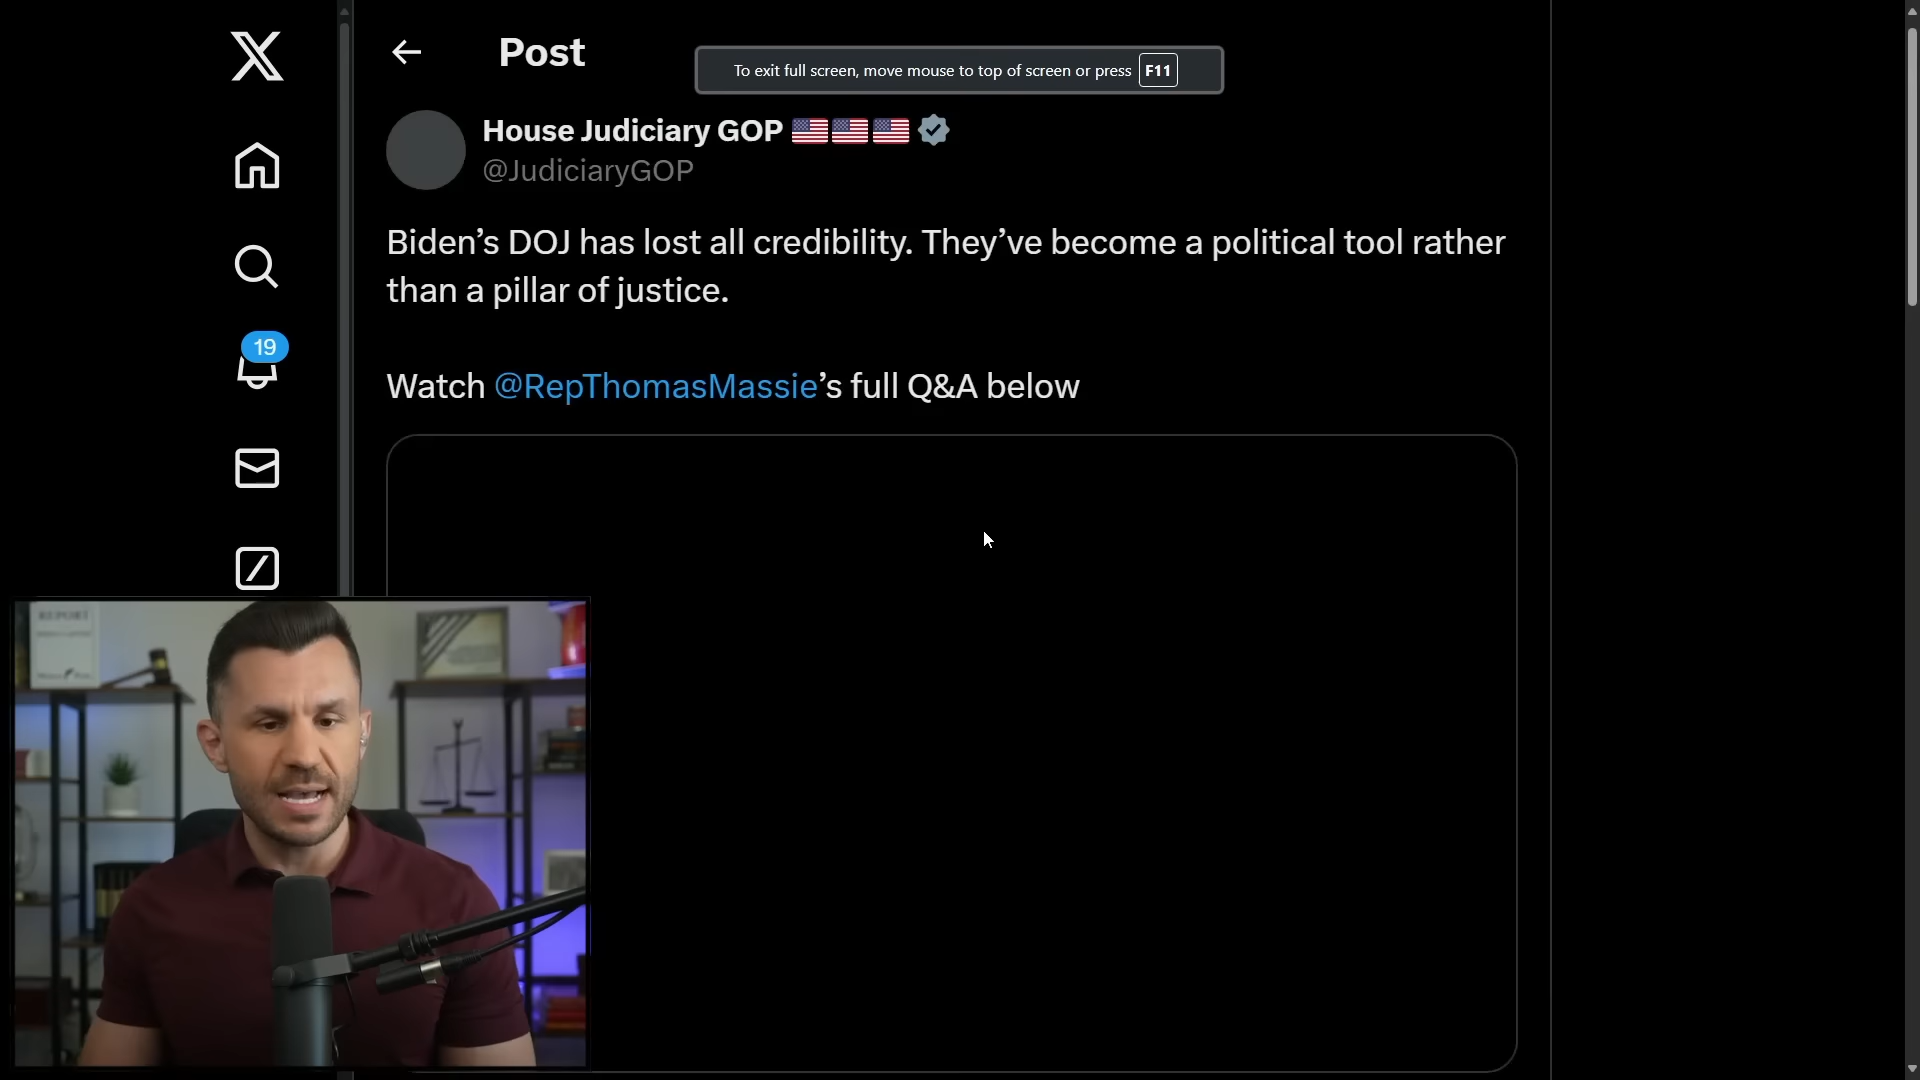 Post
To exit full screen, move mouse to top of screen or press F11
House Judiciary GOP 🇺🇸🇺🇸🇺🇸
@JudiciaryGOP
Biden’s DOJ has lost all credibility. They’ve become a political tool rather
than a pillar of justice.
Watch @RepThomasMassie’s full Q&A below
19
REPORT